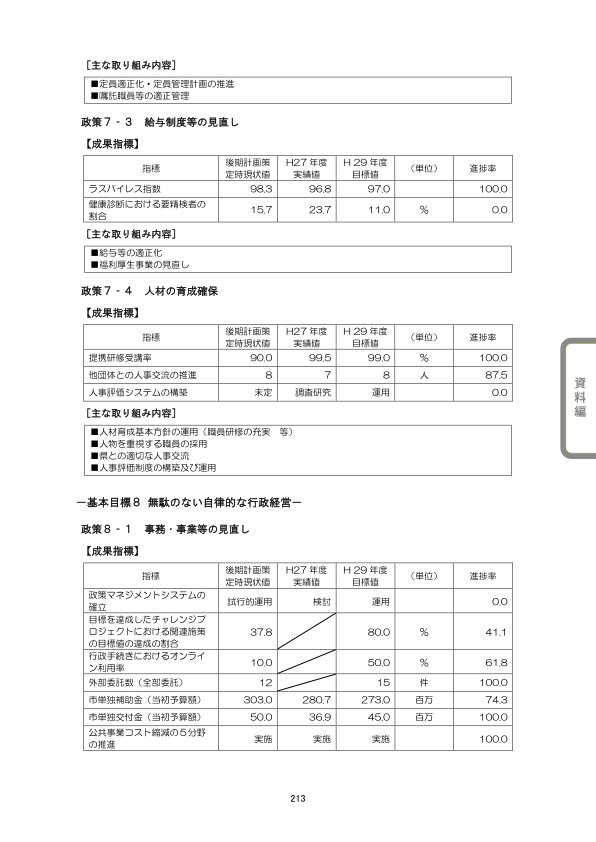 ［主な取り組み内容］
■定員適正化・定員管理計画の推進
■嘱託職員等の適正管理
政策７‐３　給与制度等の見直し
【成果指標】
指標　後期計画策定時現状値　H27 年度実績値　H 29 年度目標値　（単位）　進捗率
ラスパイレス指数　98.3　96.8　97.0　100.0
健康診断における要精検者の割合　15.7　23.7　11.0　％　0.0
［主な取り組み内容］
■給与等の適正化
■福利厚生事業の見直し
政策７‐４　人材の育成確保
【成果指標】
指標　後期計画策定時現状値　H27 年度実績値　H 29 年度目標値　（単位）　進捗率
提携研修受講率　90.0　99.5　99.0　％　100.0
他団体との人事交流の推進　8　7　8　人　87.5
人事評価システムの構築　未定　調査研究　運用　0.0
［主な取り組み内容］
■人材育成基本方針の運用（職員研修の充実　等）
■人物を重視する職員の採用
■県との適切な人事交流
■人事評価制度の構築及び運用
資料編
－基本目標８ 無駄のない自律的な行政経営－
政策８‐１　事務・事業等の見直し
【成果指標】
指標　後期計画策定時現状値　H27 年度実績値　H 29 年度目標値　（単位）　進捗率
政策マネジメントシステムの確立　試行的運用　検討　運用　0.0
目標を達成したチャレンジプロジェクトにおける関連施策の目標値の達成の割合　37.8　80.0　％　41.1
行政手続きにおけるオンライン利用率　10.0　50.0　％　61.8
外部委託数（全部委託）　12　15　件　100.0
市単独補助金（当初予算額）　303.0　280.7　273.0　百万　74.3
市単独交付金（当初予算額）　50.0　36.9　45.0　百万　100.0
公共事業コスト縮減の５分野の推進　実施　実施　実施　100.0
213